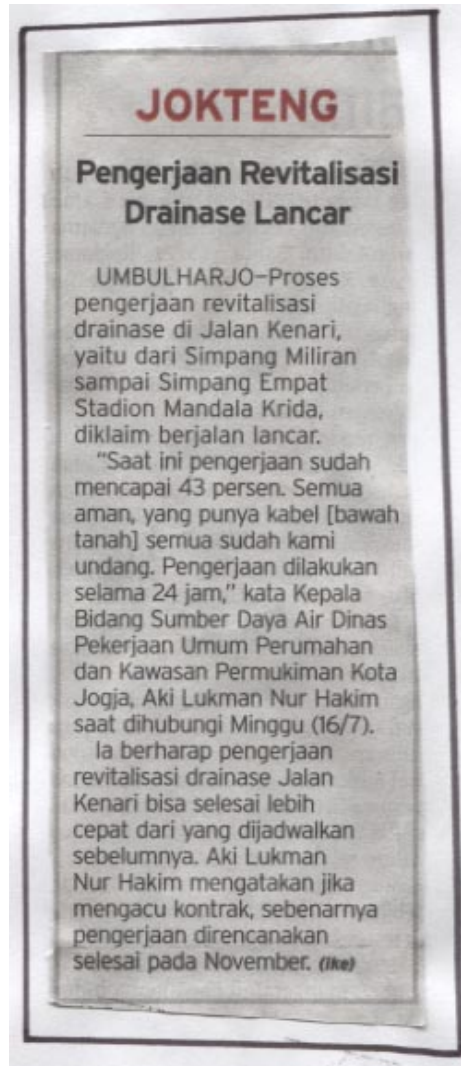 JOKTENG
Pengerjaan Revitalisasi
Drainase Lancar
UMBULHARJO–Proses
pengerjaan revitalisasi
drainase di Jalan Kenari,
yaitu dari Simpang Miliran
sampai Simpang Empat
Stadion Mandala Krida,
diklaim berjalan lancar.
“Saat ini pengerjaan sudah
mencapai 43 persen. Semua
aman, yang punya kabel [bawah
tanah] semua sudah kami
undang. Pengerjaan dilakukan
selama 24 jam,” kata Kepala
Bidang Sumber Daya Air Dinas
Pekerjaan Umum Perumahan
dan Kawasan Permukiman Kota
Jogja, Aki Lukman Nur Hakim
saat dihubungi Minggu (16/7).
Ia berharap pengerjaan
revitalisasi drainase Jalan
Kenari bisa selesai lebih
cepat dari yang dijadwalkan
sebelumnya. Aki Lukman
Nur Hakim mengatakan jika
mengacu kontrak, sebenarnya
pengerjaan direncanakan
selesai pada November. (ike)